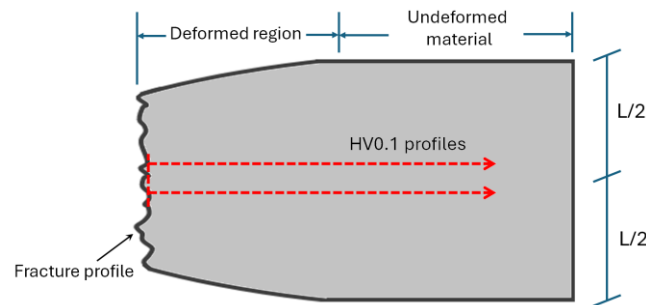 Deformed region
Undeformed
material
L/2
HV0.1 profiles
L/2
Fracture profile